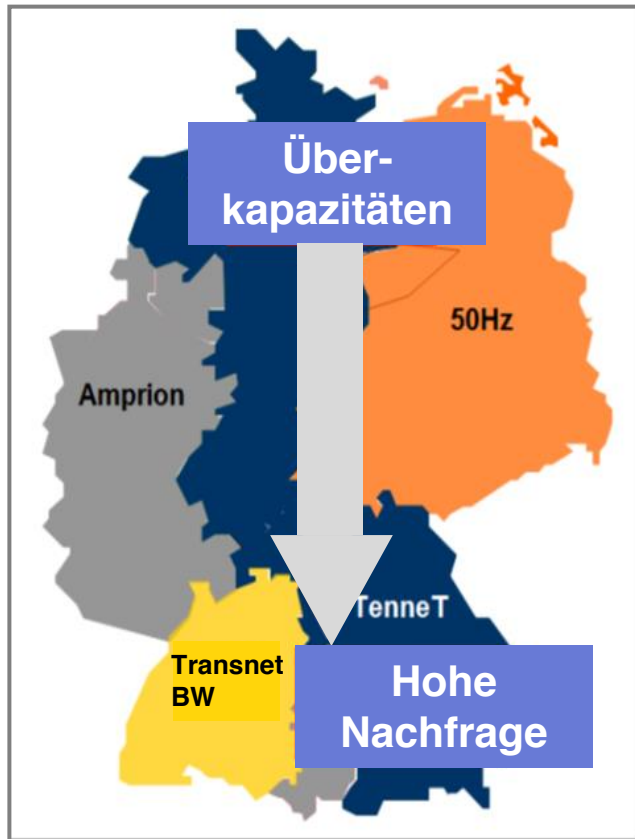 Über-
kapazitäten
50Hz
Amprion
TenneT
Transnet
BW
Hohe
Nachfrage